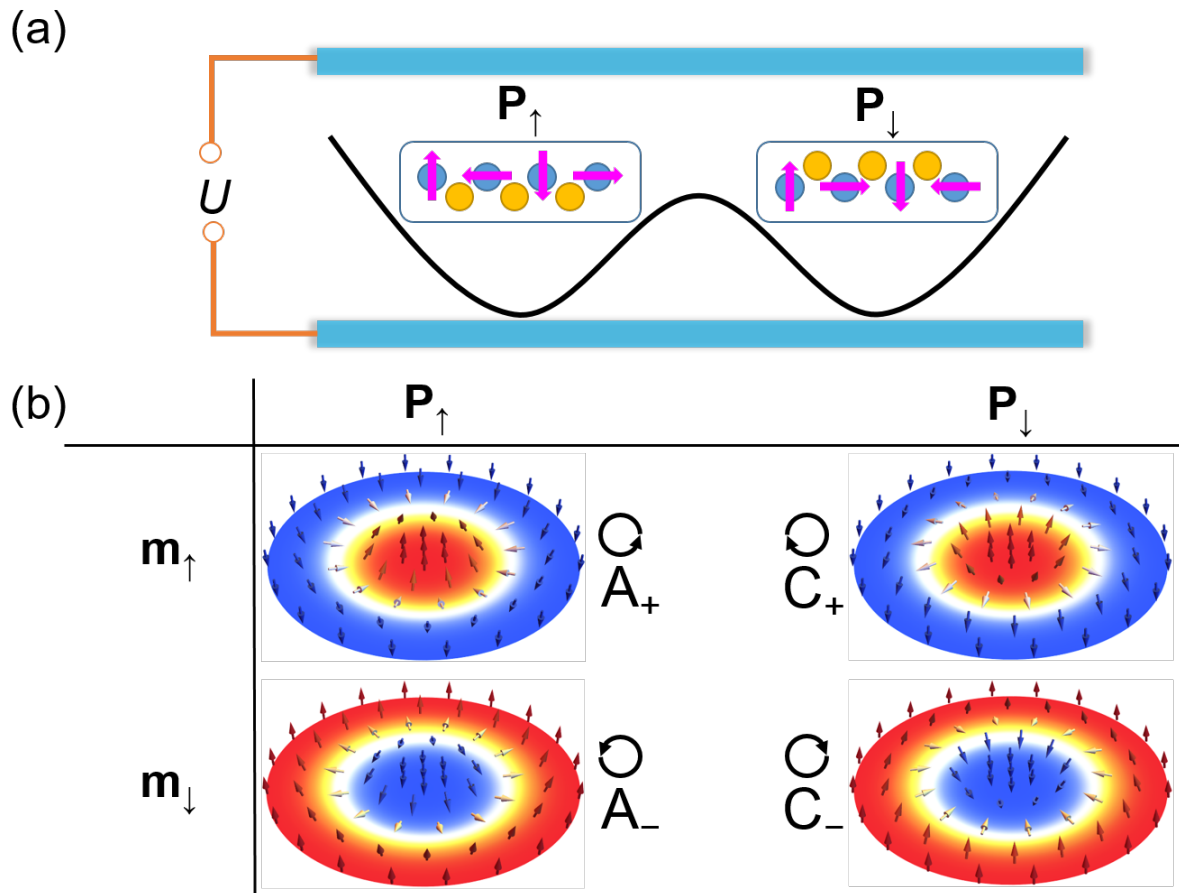 (a)
P↑ P↓
U
(b)
P↑ P↓
m↑
A₊ C₊
m↓
A₋ C₋